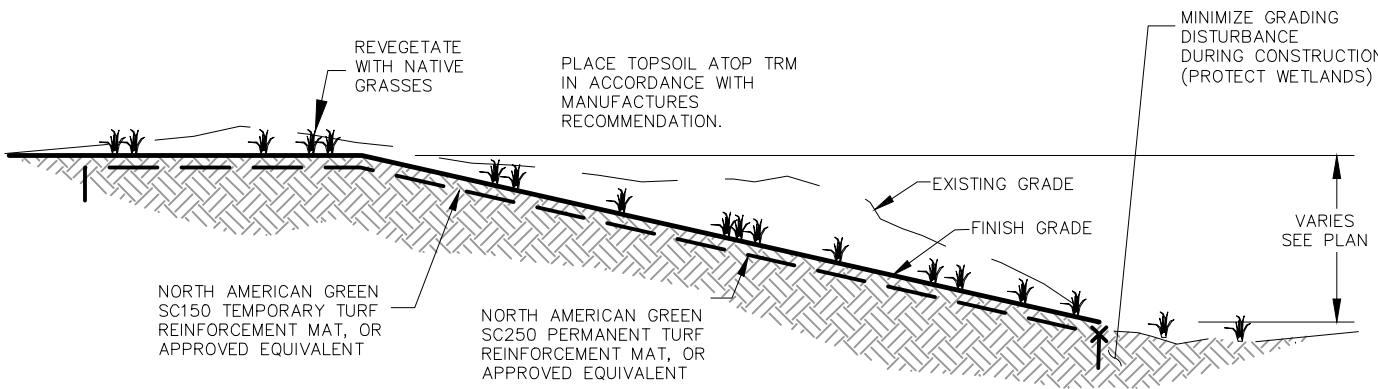 REVEGETATE
WITH NATIVE
GRASSES
PLACE TOPSOIL ATOP TRM
IN ACCORDANCE WITH
MANUFACTURES
RECOMMENDATION.
MINIMIZE GRADING
DISTURBANCE
DURING CONSTRUCTION
(PROTECT WETLANDS)
EXISTING GRADE
FINISH GRADE
VARIES
SEE PLAN
NORTH AMERICAN GREEN
SC150 TEMPORARY TURF
REINFORCEMENT MAT, OR
APPROVED EQUIVALENT
NORTH AMERICAN GREEN
SC250 PERMANENT TURF
REINFORCEMENT MAT, OR
APPROVED EQUIVALENT